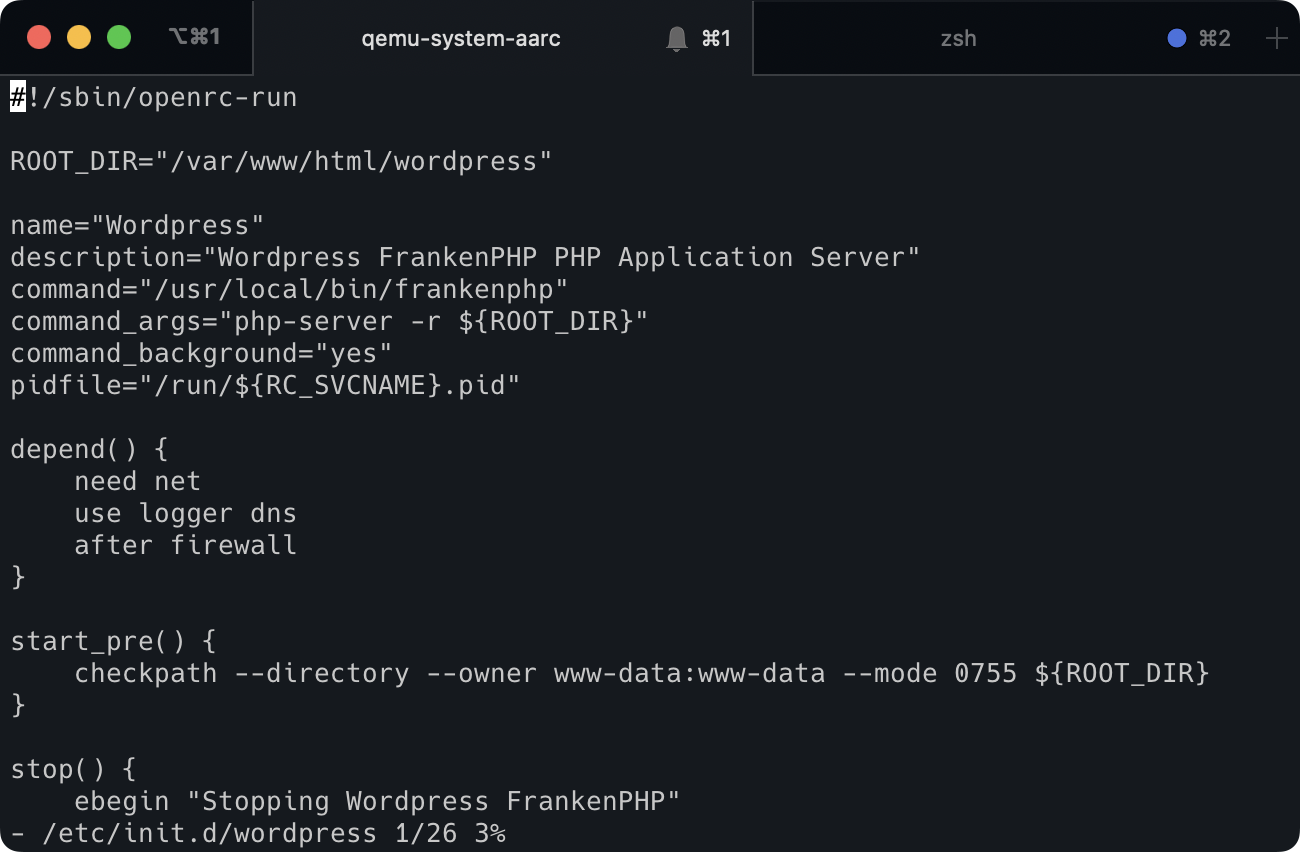 ⌥⌘1 qemu-system-aarc ⌘1 zsh ⌘2 +
#!/sbin/openrc-run

ROOT_DIR="/var/www/html/wordpress"

name="Wordpress"
description="Wordpress FrankenPHP PHP Application Server"
command="/usr/local/bin/frankenphp"
command_args="php-server -r ${ROOT_DIR}"
command_background="yes"
pidfile="/run/${RC_SVCNAME}.pid"

depend() {
    need net
    use logger dns
    after firewall
}

start_pre() {
    checkpath --directory --owner www-data:www-data --mode 0755 ${ROOT_DIR}
}

stop() {
    ebegin "Stopping Wordpress FrankenPHP"
- /etc/init.d/wordpress 1/26 3%